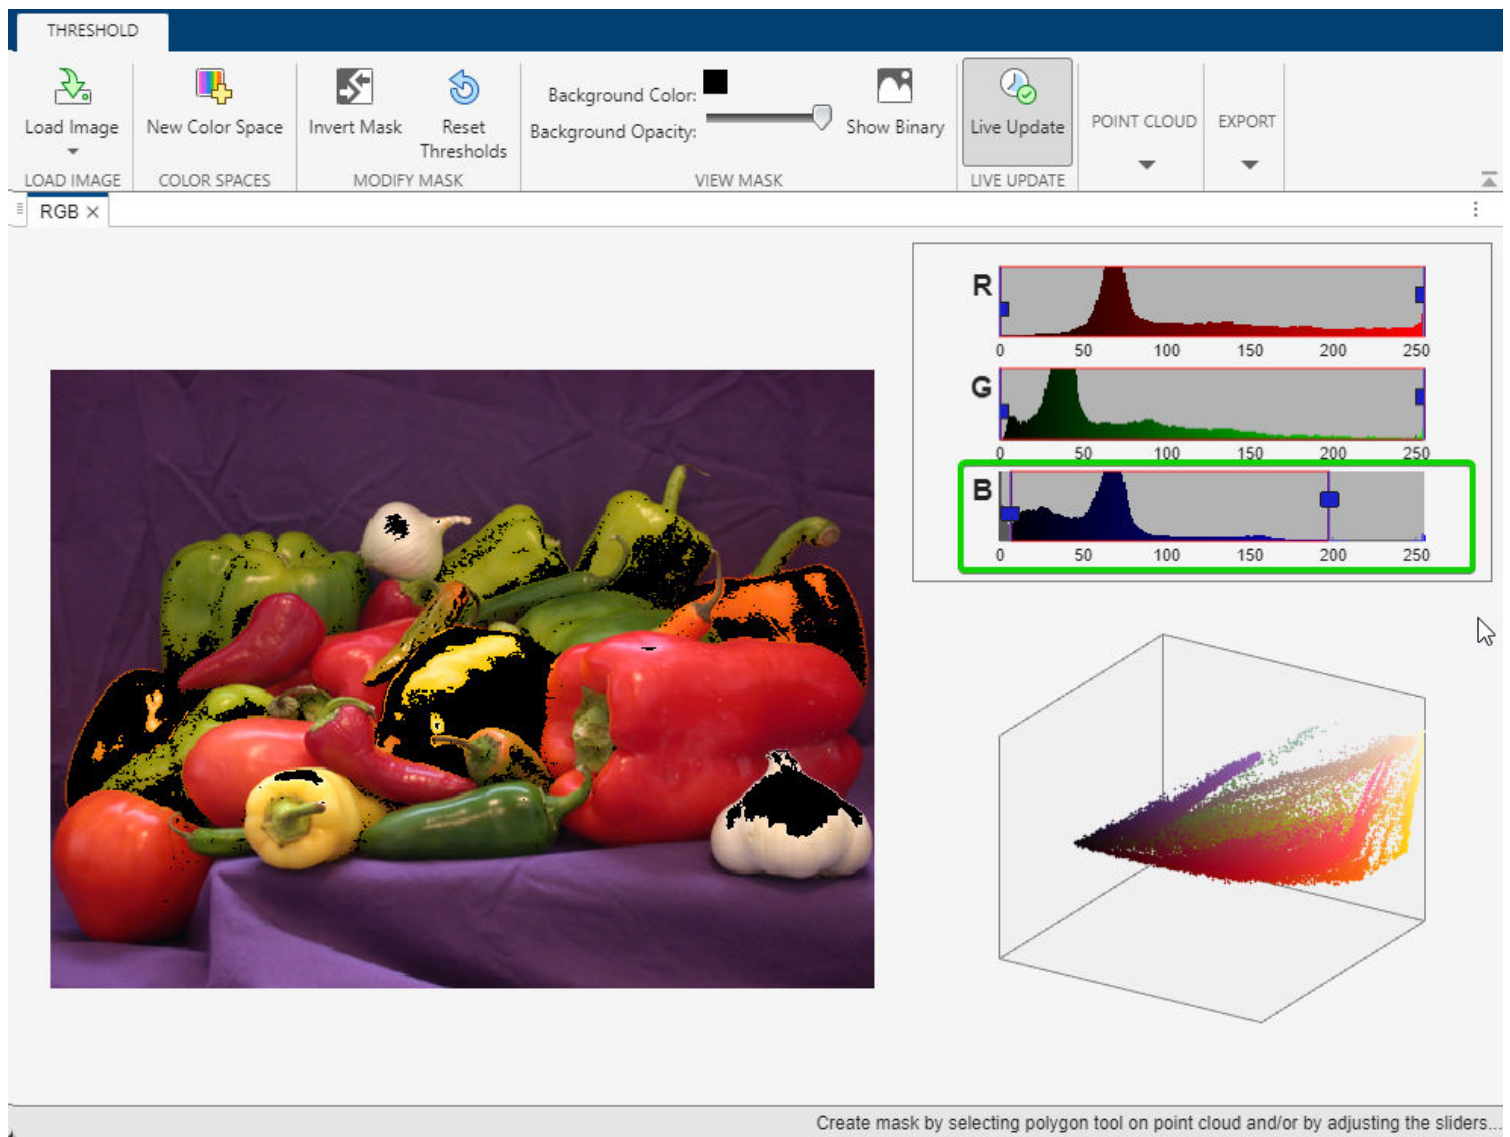 THRESHOLD
Load Image
New Color Space
Invert Mask
Reset
Thresholds
Background Color:
Background Opacity:
Show Binary
Live Update
POINT CLOUD
EXPORT
LOAD IMAGE
COLOR SPACES
MODIFY MASK
VIEW MASK
LIVE UPDATE
RGB
R
0 50 100 150 200 250
G
0 50 100 150 200 250
B
0 50 100 150 200 250
Create mask by selecting polygon tool on point cloud and/or by adjusting the sliders...